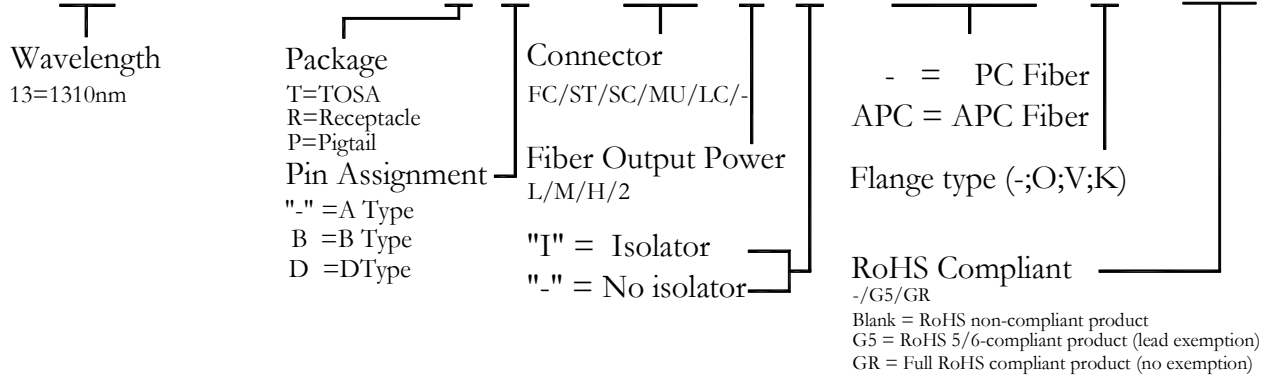 Wavelength
13=1310nm
Package
T=TOSA
R=Receptacle
P=Pigtail
Pin Assignment
"-" =A Type
B =B Type
D =DType
Connector
FC/ST/SC/MU/LC/-
Fiber Output Power
L/M/H/2
"I" = Isolator
"-" = No isolator
- = PC Fiber
APC = APC Fiber
Flange type (-;O;V;K)
RoHS Compliant
-/G5/GR
Blank = RoHS non-compliant product
G5 = RoHS 5/6-compliant product (lead exemption)
GR = Full RoHS compliant product (no exemption)